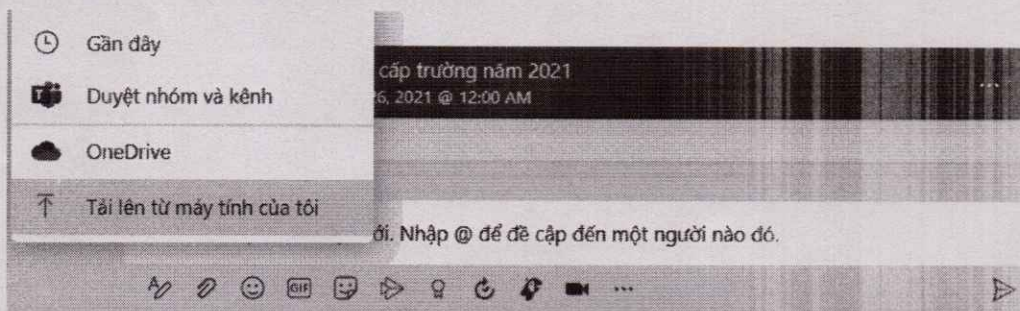 Gần đây
Duyệt nhóm và kênh
OneDrive
Tải lên từ máy tính của tôi
cấp trường năm 2021
6, 2021 @ 12:00 AM
ới. Nhập @ để đề cập đến một người nào đó.
GIF